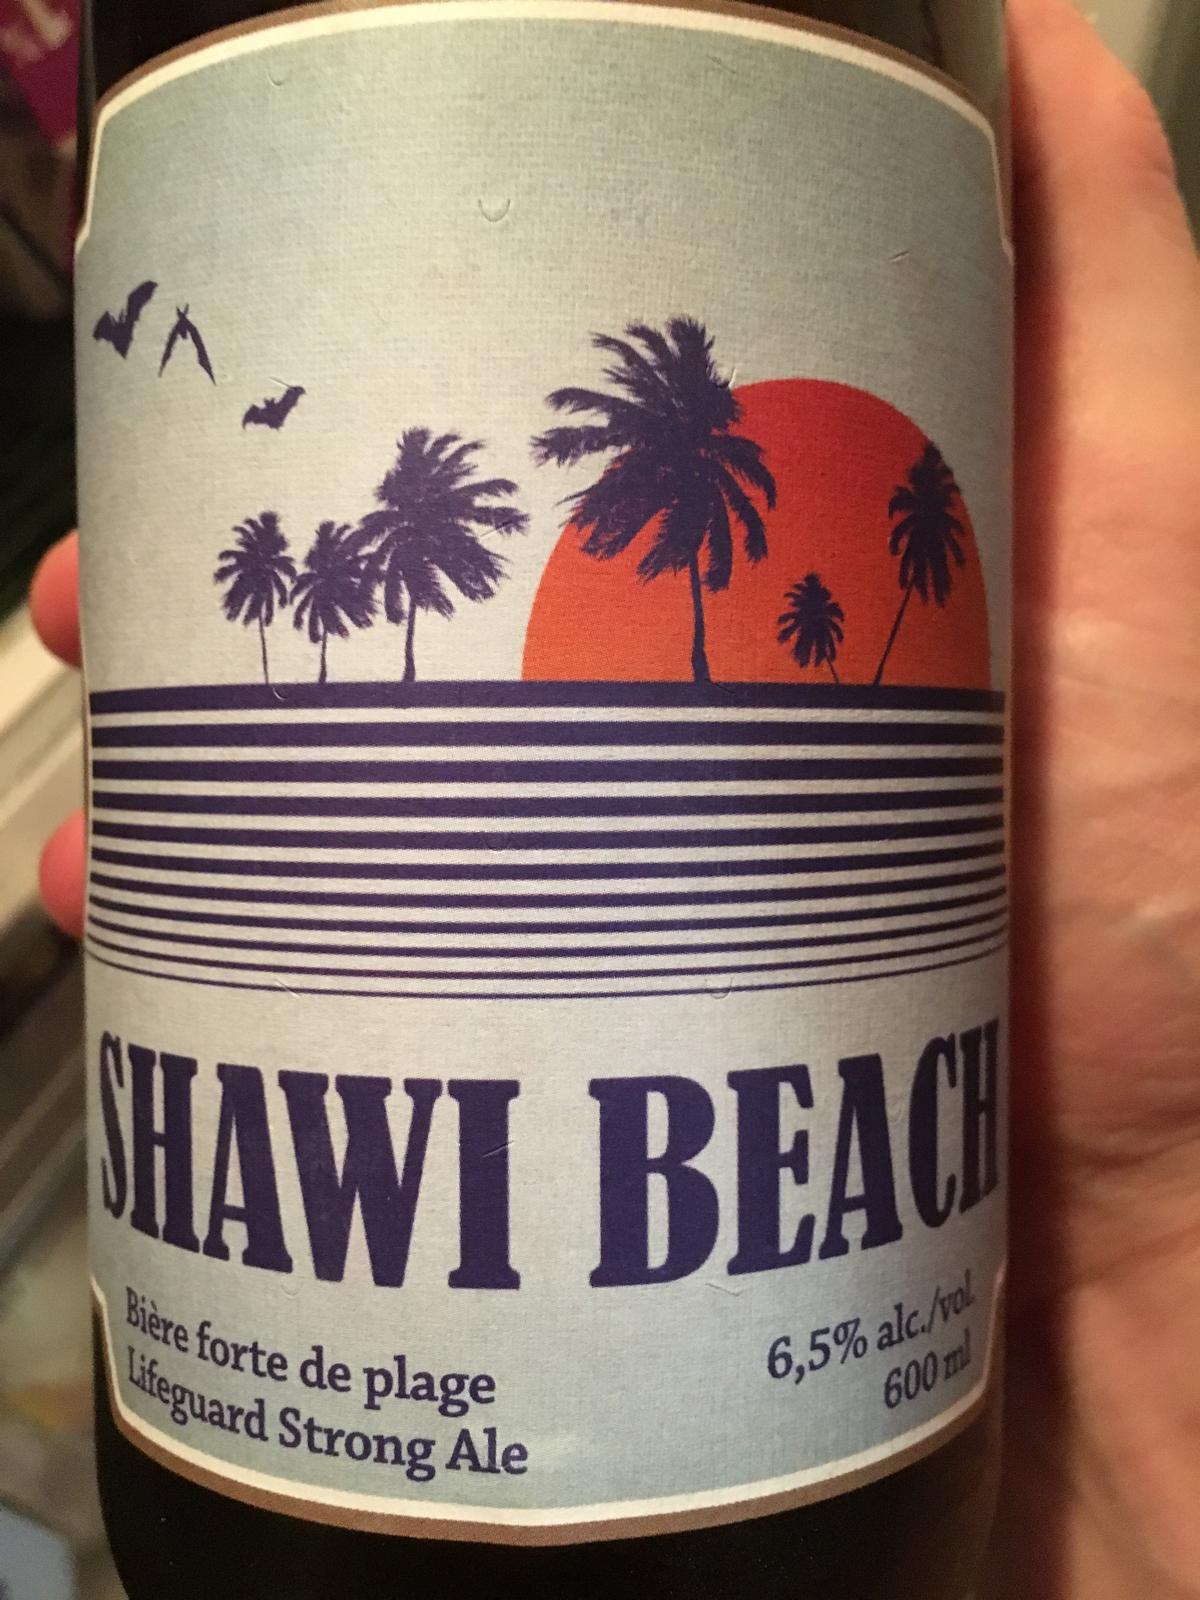 SHAWI BEACH
Bière forte de plage
Lifeguard Strong Ale
6,5% alc./vol.
600 ml